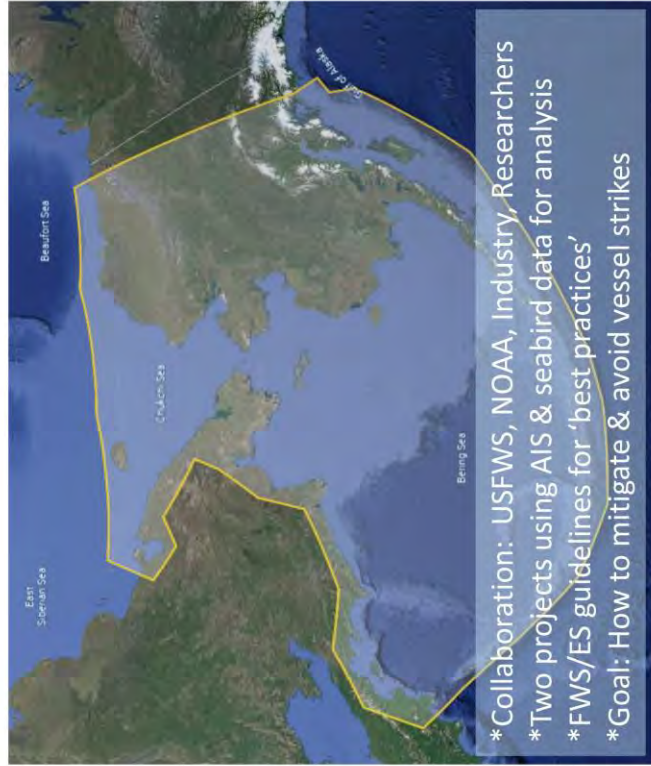 Beaufort Sea
East
Siberian Sea
Chukchi Sea
Gulf of Alaska
Bering Sea
*Collaboration: USFWS, NOAA, Industry, Researchers
*Two projects using AIS & seabird data for analysis
*FWS/ES guidelines for ‘best practices’
*Goal: How to mitigate & avoid vessel strikes